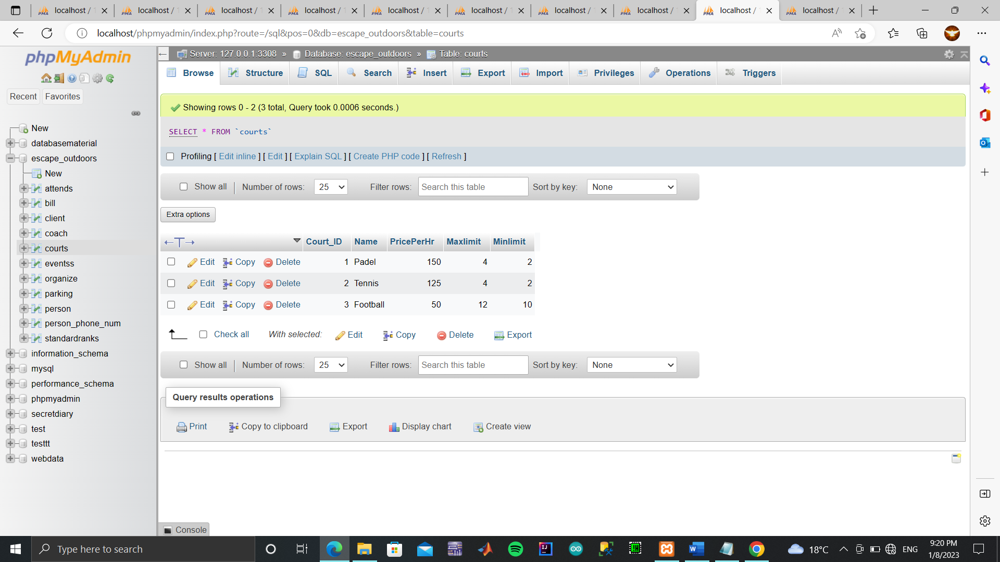 localhost / 1 localhost / 1 localhost / 1 localhost / 1 localhost / 1 localhost / 1 localhost / 1 localhost / localhost / 1 localhost /
localhost/phpmyadmin/index.php?route=/sql&pos=0&db=escape_outdoors&table=courts
phpMyAdmin
Recent Favorites
New
databasematerial
escape_outdoors
New
attends
bill
client
coach
courts
eventss
organize
parking
person
person_phone_num
standardranks
information_schema
mysql
performance_schema
phpmyadmin
secretdiary
test
testtt
webdata
Server: 127.0.0.1:3308 » Database: escape_outdoors » Table: courts
Browse Structure SQL Search Insert Export Import Privileges Operations Triggers
Showing rows 0 - 2 (3 total, Query took 0.0006 seconds.)
SELECT * FROM `courts`
Profiling [ Edit inline ] [ Edit ] [ Explain SQL ] [ Create PHP code ] [ Refresh ]
Show all Number of rows: 25 Filter rows: Search this table Sort by key: None
Extra options
←T→ Court_ID Name PricePerHr Maxlimit Minlimit
Edit Copy Delete 1 Padel 150 4 2
Edit Copy Delete 2 Tennis 125 4 2
Edit Copy Delete 3 Football 50 12 10
Check all With selected: Edit Copy Delete Export
Show all Number of rows: 25 Filter rows: Search this table Sort by key: None
Query results operations
Print Copy to clipboard Export Display chart Create view
Console
Type here to search
18°C ENG
9:20 PM
1/8/2023